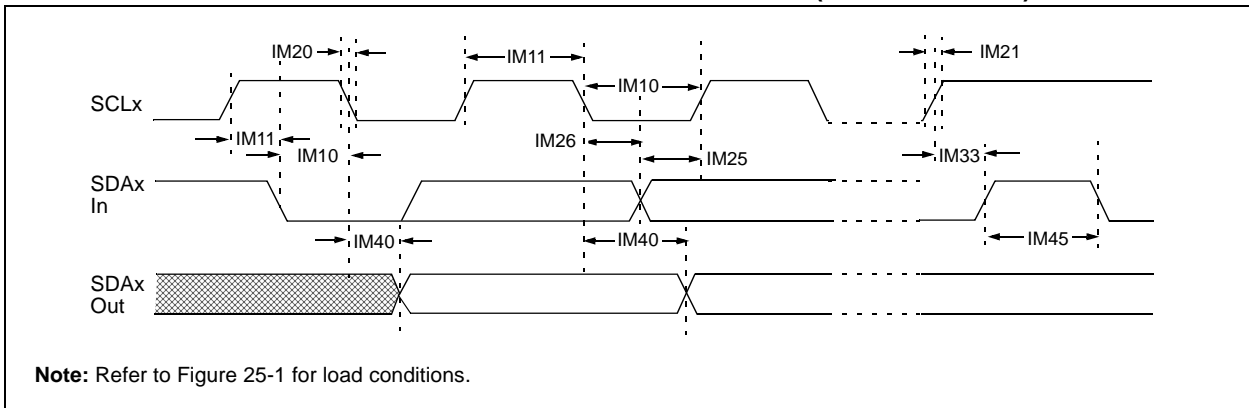 IM20
IM11
IM21
IM10
SCLx
IM11
IM26
IM10
IM25
IM33
SDAx
In
IM40
IM40
IM45
SDAx
Out
Note: Refer to Figure 25-1 for load conditions.